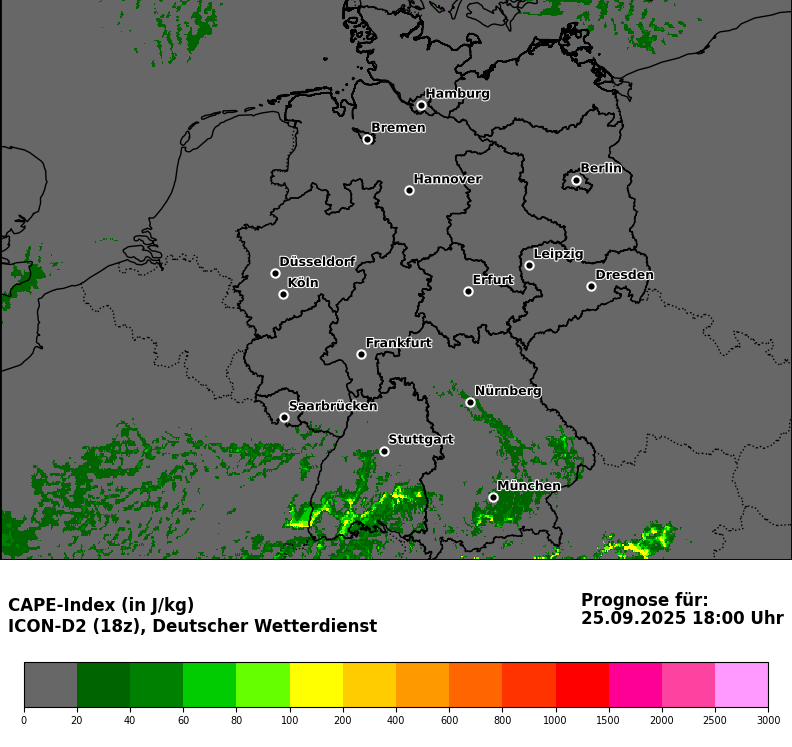 Hamburg
Bremen
Berlin
Hannover
Leipzig
Düsseldorf
Dresden
Köln
Erfurt
Frankfurt
Nürnberg
Saarbrücken
Stuttgart
München
CAPE-Index (in J/kg)
ICON-D2 (18z), Deutscher Wetterdienst
Prognose für:
25.09.2025 18:00 Uhr
0 20 40 60 80 100 200 400 600 800 1000 1500 2000 2500 3000